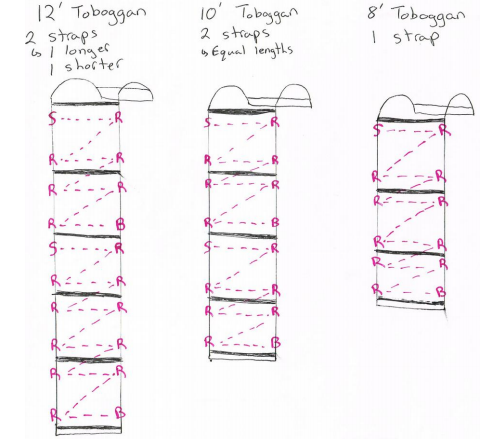 12' Toboggan
2 straps
↳ 1 longer
1 shorter
S R
R R
R R
R B
S R
R R
R R
R R
R R
R B
10' Toboggan
2 straps
↳ Equal lengths
S R
R R
R R
R B
S R
R R
R R
R B
8' Toboggan
1 strap
S R
R R
R R
R R
R R
R B